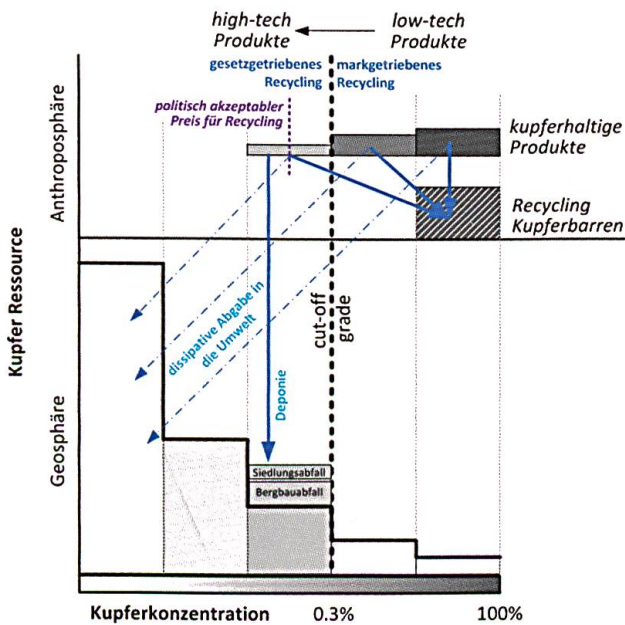 high-tech
Produkte
low-tech
Produkte
gesetzgetriebenes
Recycling
markgetriebenes
Recycling
politisch akzeptabler
Preis für Recycling
kupferhaltige
Produkte
Recycling
Kupferbarren
Anthroposphäre
Kupfer Ressource
Geosphäre
dissipative Abgabe in
die Umwelt
cut-off
grade
Deponie
Siedlungsabfall
Bergbauabfall
Kupferkonzentration
0.3%
100%